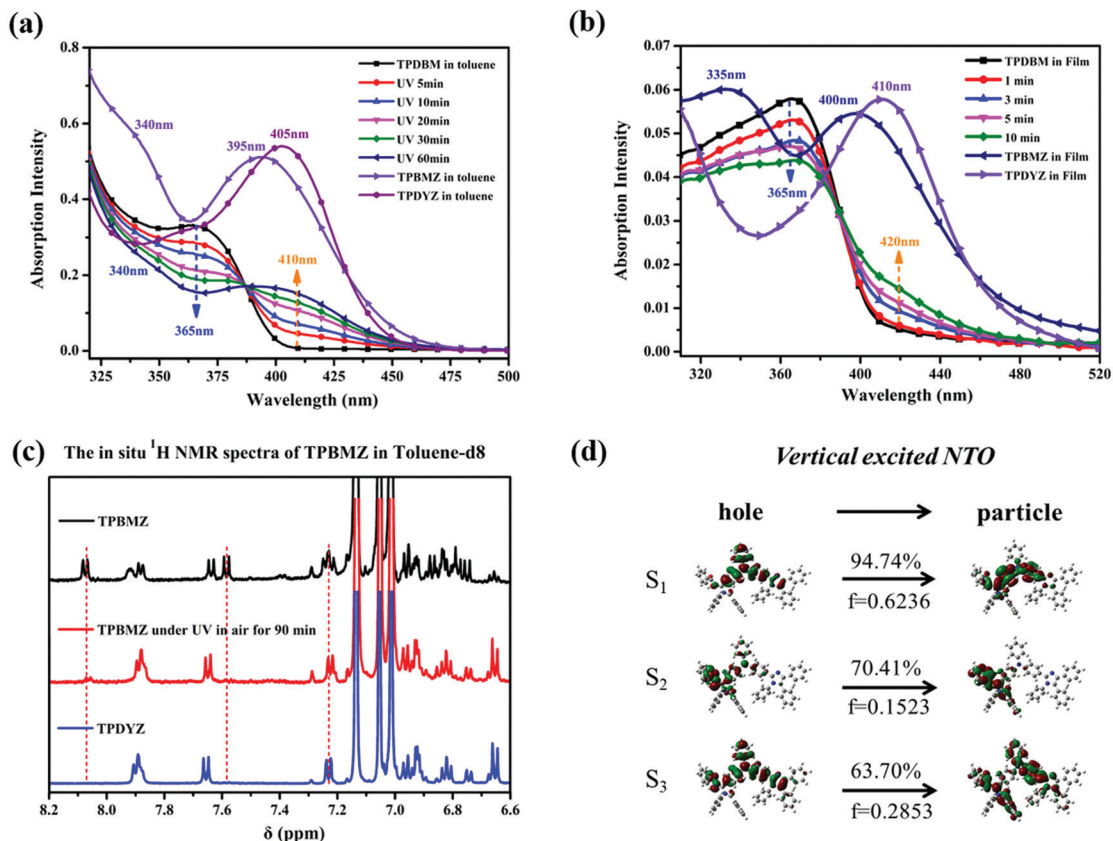 (a)
0.8
0.6
0.4
0.2
0.0
Absorption Intensity
325 350 375 400 425 450 475 500
Wavelength (nm)
TPDBM in toluene
UV 5min
UV 10min
UV 20min
UV 30min
UV 60min
TPBMZ in toluene
TPDYZ in toluene
340nm
395nm
405nm
340nm
365nm
410nm
(b)
0.07
0.06
0.05
0.04
0.03
0.02
0.01
0.00
Absorption Intensity
320 360 400 440 480 520
Wavelength (nm)
TPDBM in Film
1 min
3 min
5 min
10 min
TPBMZ in Film
TPDYZ in Film
335nm
400nm
410nm
365nm
420nm
(c)
The in situ ¹H NMR spectra of TPBMZ in Toluene-d8
TPBMZ
TPBMZ under UV in air for 90 min
TPDYZ
8.2 8.0 7.8 7.6 7.4 7.2 7.0 6.8 6.6
δ (ppm)
(d)
Vertical excited NTO
hole particle
S₁
94.74%
f=0.6236
S₂
70.41%
f=0.1523
S₃
63.70%
f=0.2853